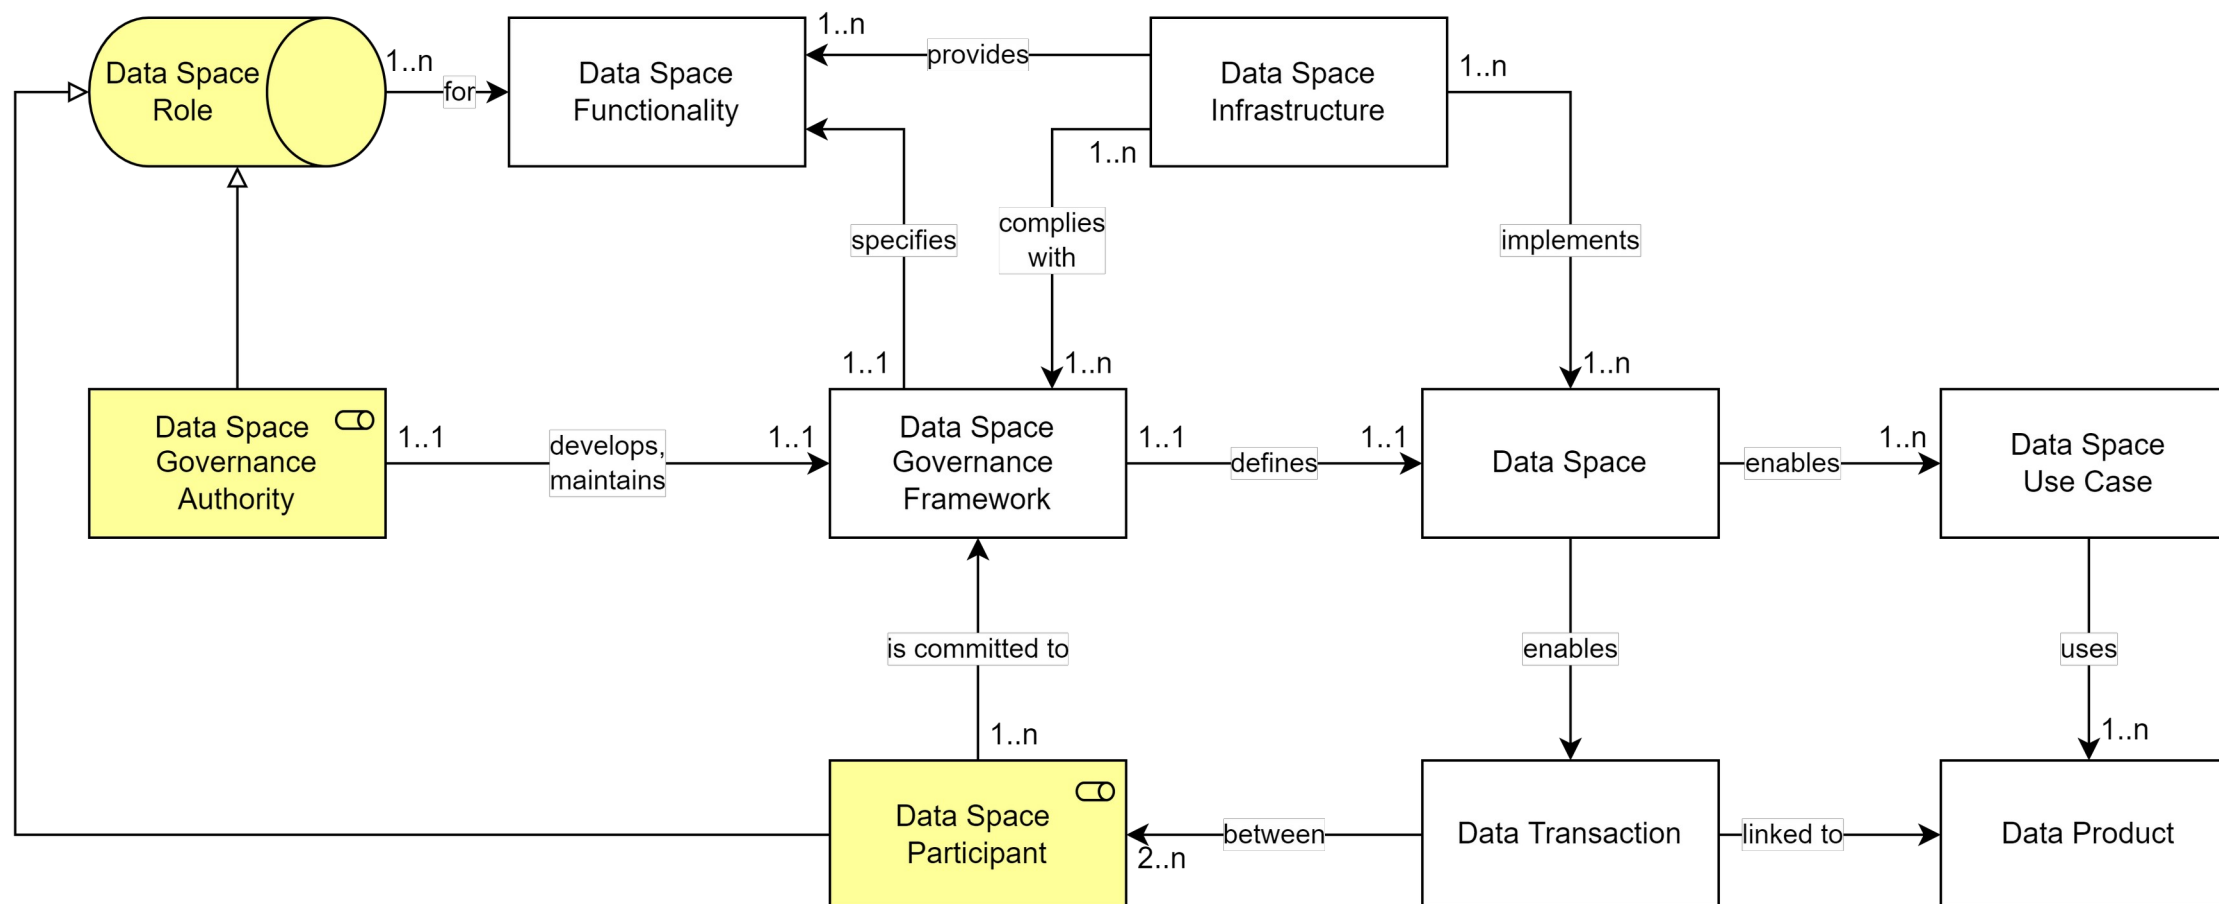 Data Space
Role
1..n
for
Data Space
Functionality
1..n
provides
Data Space
Infrastructure
1..n
1..n
specifies
complies
with
implements
1..1
1..n
1..n
Data Space
Governance
Authority
1..1
develops,
maintains
1..1
Data Space
Governance
Framework
1..1
defines
1..1
Data Space
enables
1..n
Data Space
Use Case
is committed to
enables
uses
1..n
1..n
Data Space
Participant
2..n
between
Data Transaction
linked to
Data Product